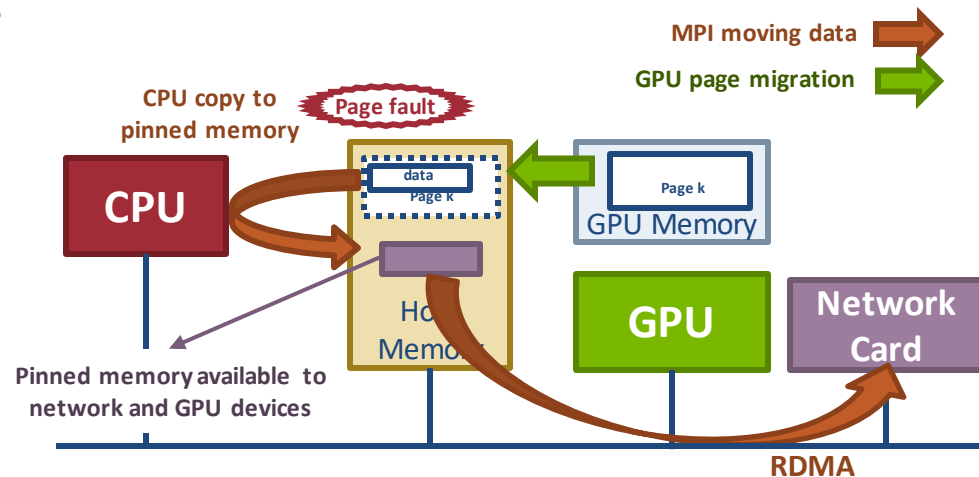 MPI moving data
GPU page migration
CPU copy to
pinned memory
Page fault
CPU
data
Page k
Page k
GPU Memory
Memory
GPU
Network
Card
Pinned memory available to
network and GPU devices
RDMA